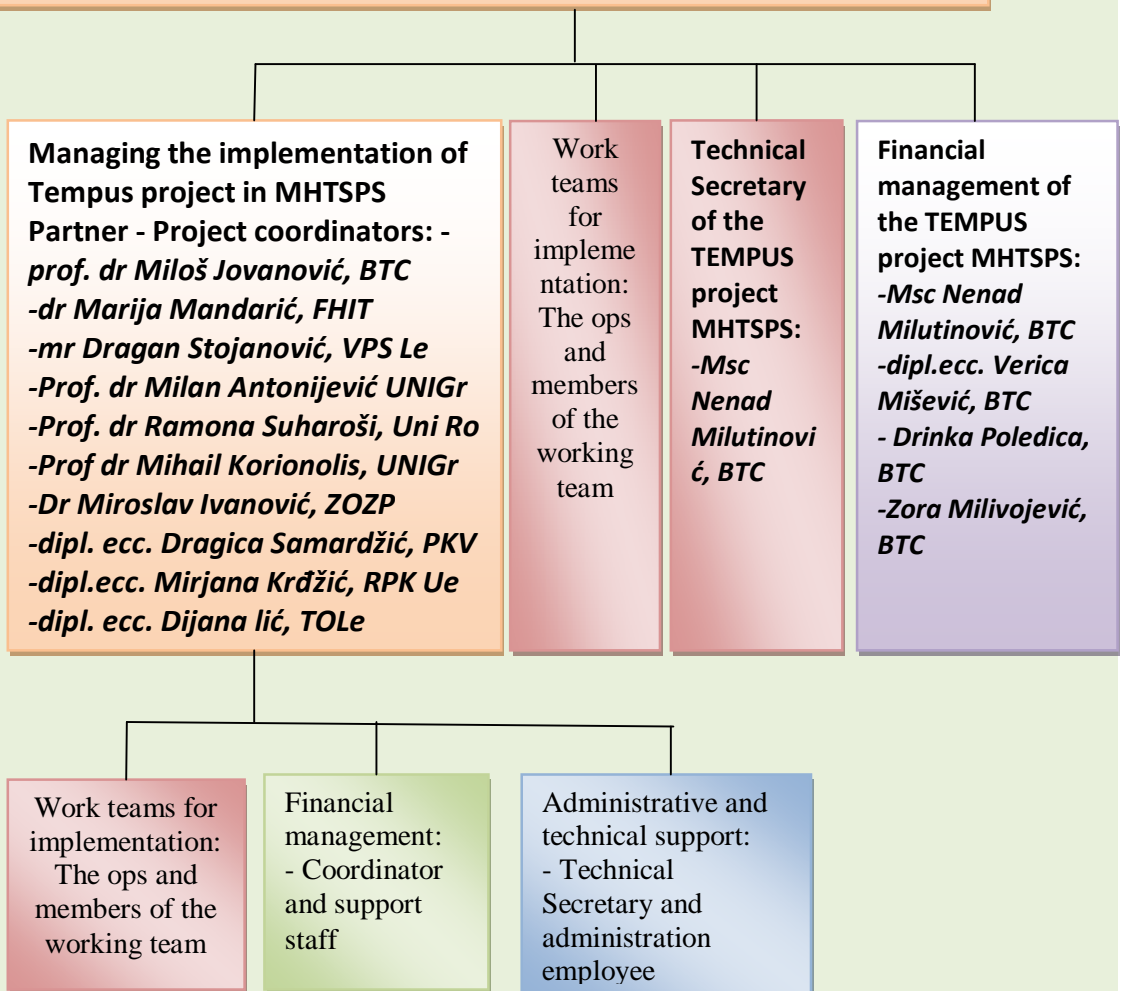 Managing the implementation of
Tempus project in MHTSPS
Partner - Project coordinators: -
prof. dr Miloš Jovanović, BTC
-dr Marija Mandarić, FHIT
-mr Dragan Stojanović, VPS Le
-Prof. dr Milan Antonijević UNIGr
-Prof. dr Ramona Suharoši, Uni Ro
-Prof dr Mihail Korionolis, UNIGr
-Dr Miroslav Ivanović, ZOZP
-dipl. ecc. Dragica Samardžić, PKV
-dipl.ecc. Mirjana Krđžić, RPK Ue
-dipl. ecc. Dijana lić, TOLe
Work
teams
for
impleme
ntation:
The ops
and
members
of the
working
team
Technical
Secretary
of the
TEMPUS
project
MHTSPS:
-Msc
Nenad
Milutinovi
ć, BTC
Financial
management of
the TEMPUS
project MHTSPS:
-Msc Nenad
Milutinović, BTC
-dipl.ecc. Verica
Mišević, BTC
- Drinka Poledica,
BTC
-Zora Milivojević,
BTC
Work teams for
implementation:
The ops and
members of the
working team
Financial
management:
- Coordinator
and support
staff
Administrative and
technical support:
- Technical
Secretary and
administration
employee